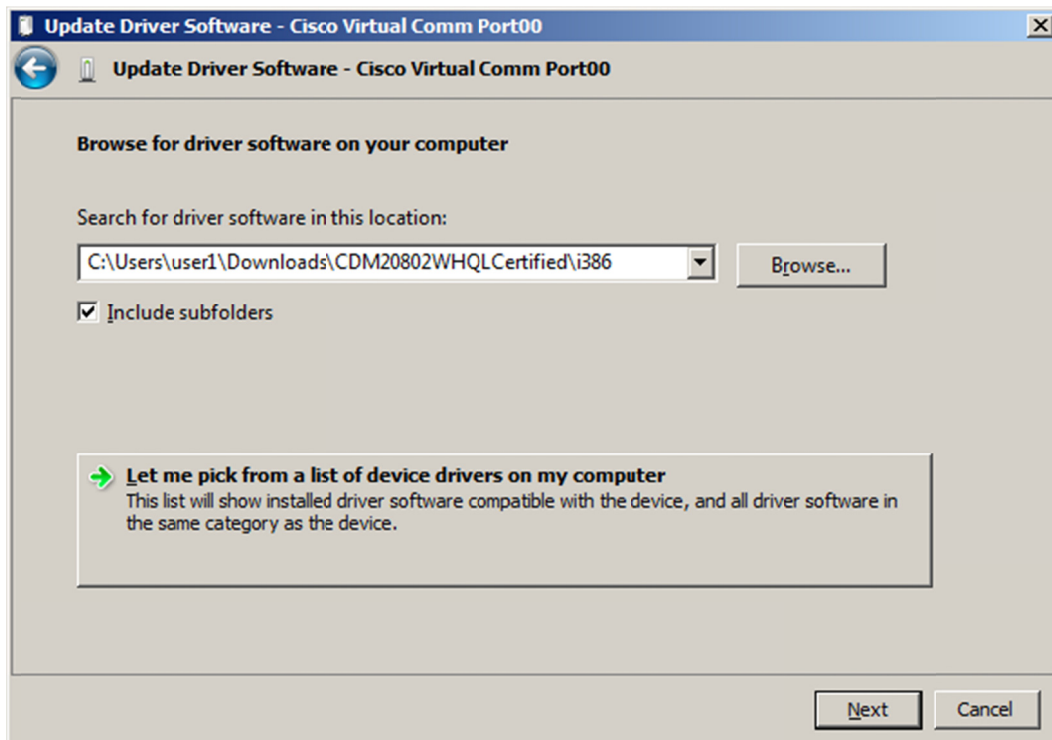 Update Driver Software - Cisco Virtual Comm Port00
Update Driver Software - Cisco Virtual Comm Port00
Browse for driver software on your computer
Search for driver software in this location:
C:\Users\user1\Downloads\CDM20802WHQLCertified\i386
Browse...
Include subfolders
Let me pick from a list of device drivers on my computer
This list will show installed driver software compatible with the device, and all driver software in
the same category as the device.
Next
Cancel